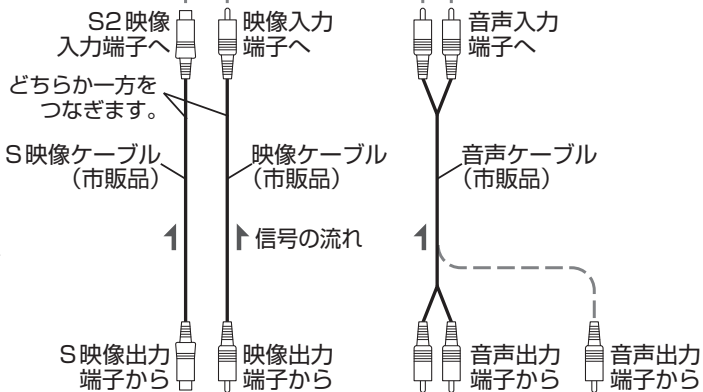 S2映像
入力端子へ
映像入力
端子へ
音声入力
端子へ
どちらか一方を
つなぎます。
S映像ケーブル
（市販品）
映像ケーブル
（市販品）
音声ケーブル
（市販品）
信号の流れ
S映像出力
端子から
映像出力
端子から
音声出力
端子から
音声出力
端子から